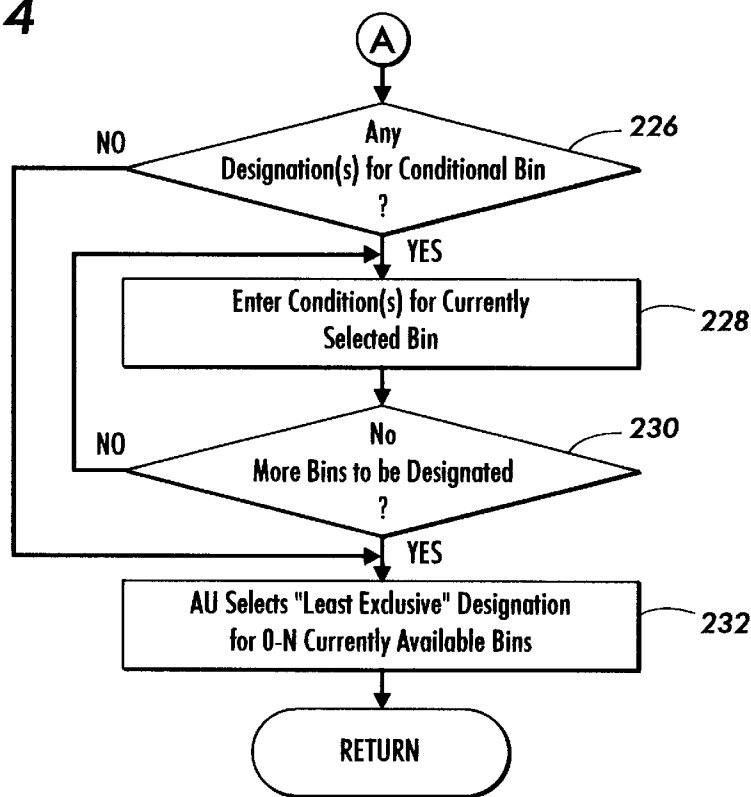 4
A
Any
Designation(s) for Conditional Bin
?
226
NO
YES
Enter Condition(s) for Currently
Selected Bin
228
No
More Bins to be Designated
?
230
NO
YES
AU Selects "Least Exclusive" Designation
for 0-N Currently Available Bins
232
RETURN